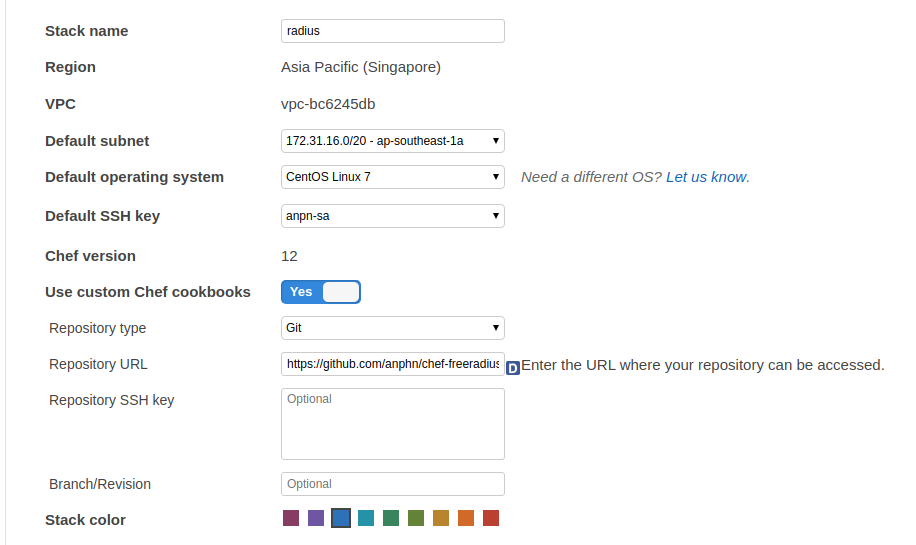 Stack name radius
Region Asia Pacific (Singapore)
VPC vpc-bc6245db
Default subnet 172.31.16.0/20 - ap-southeast-1a
Default operating system CentOS Linux 7 Need a different OS? Let us know.
Default SSH key anpn-sa
Chef version 12
Use custom Chef cookbooks Yes
Repository type Git
Repository URL https://github.com/anphn/chef-freeradius D Enter the URL where your repository can be accessed.
Repository SSH key Optional
Branch/Revision Optional
Stack color